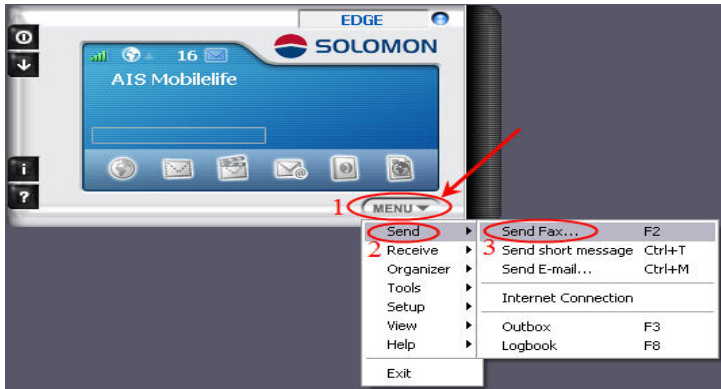 EDGE
SOLOMON
16
AIS Mobilelife
i
?
1 MENU
Send
2 Receive
Organizer
Tools
Setup
View
Help
Exit
Send Fax... F2
3 Send short message Ctrl+T
Send E-mail... Ctrl+M
Internet Connection
Outbox F3
Logbook F8